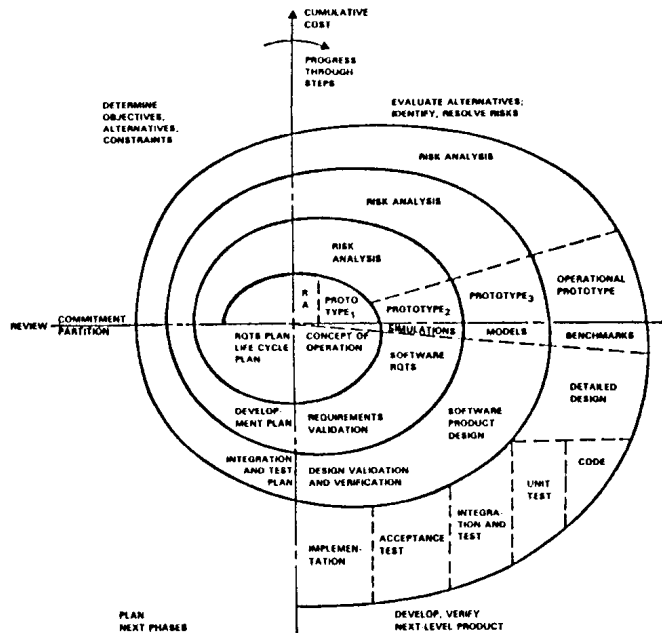 CUMULATIVE
COST
PROGRESS
THROUGH
STEPS
DETERMINE
OBJECTIVES,
ALTERNATIVES,
CONSTRAINTS
EVALUATE ALTERNATIVES;
IDENTIFY, RESOLVE RISKS
RISK ANALYSIS
RISK ANALYSIS
RISK
ANALYSIS
R
A
PROTO
TYPE1
PROTOTYPE2
PROTOTYPE3
OPERATIONAL
PROTOTYPE
REVIEW
COMMITMENT
PARTITION
SIMULATIONS
MODELS
BENCHMARKS
RQTS PLAN
LIFE CYCLE
PLAN
CONCEPT OF
OPERATION
SOFTWARE
RQTS
DETAILED
DESIGN
DEVELOP-
MENT PLAN
REQUIREMENTS
VALIDATION
SOFTWARE
PRODUCT
DESIGN
INTEGRATION
AND TEST
PLAN
DESIGN VALIDATION
AND VERIFICATION
CODE
UNIT
TEST
INTEGRA-
TION AND
TEST
ACCEPTANCE
TEST
IMPLEMEN-
TATION
PLAN
NEXT PHASES
DEVELOP, VERIFY
NEXT-LEVEL PRODUCT